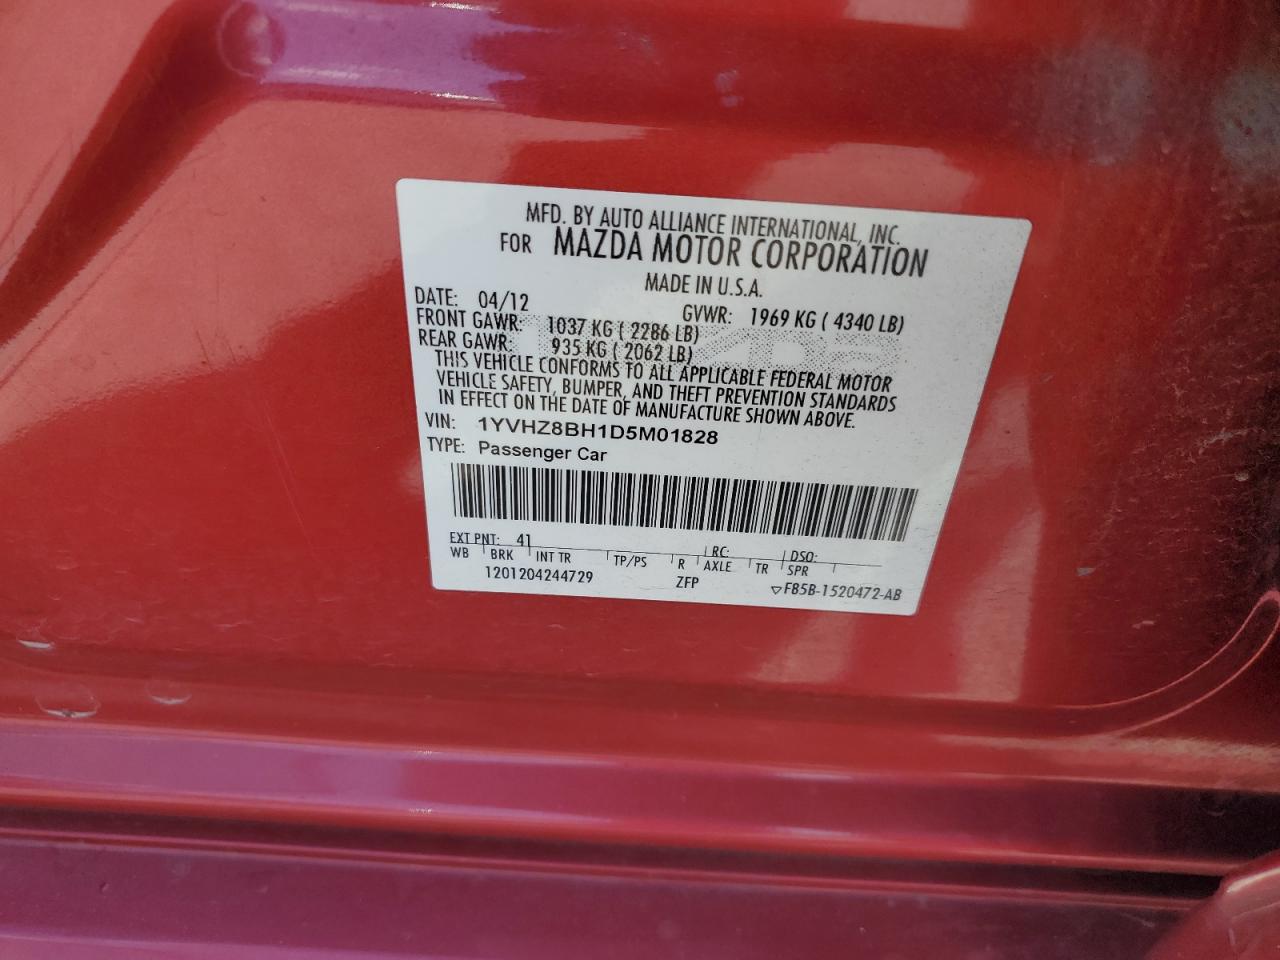 MFD. BY AUTO ALLIANCE INTERNATIONAL, INC.
FOR MAZDA MOTOR CORPORATION
MADE IN U.S.A.
DATE: 04/12 GVWR: 1969 KG ( 4340 LB)
FRONT GAWR: 1037 KG ( 2286 LB)
REAR GAWR: 935 KG ( 2062 LB)
THIS VEHICLE CONFORMS TO ALL APPLICABLE FEDERAL MOTOR
VEHICLE SAFETY, BUMPER, AND THEFT PREVENTION STANDARDS
IN EFFECT ON THE DATE OF MANUFACTURE SHOWN ABOVE.
VIN: 1YVHZ8BH1D5M01828
TYPE: Passenger Car
EXT PNT: 41 RC: DSO:
WB BRK INT TR TP/PS R AXLE TR SPR
1201204244729 ZFP ▽FB5B-1520472-AB